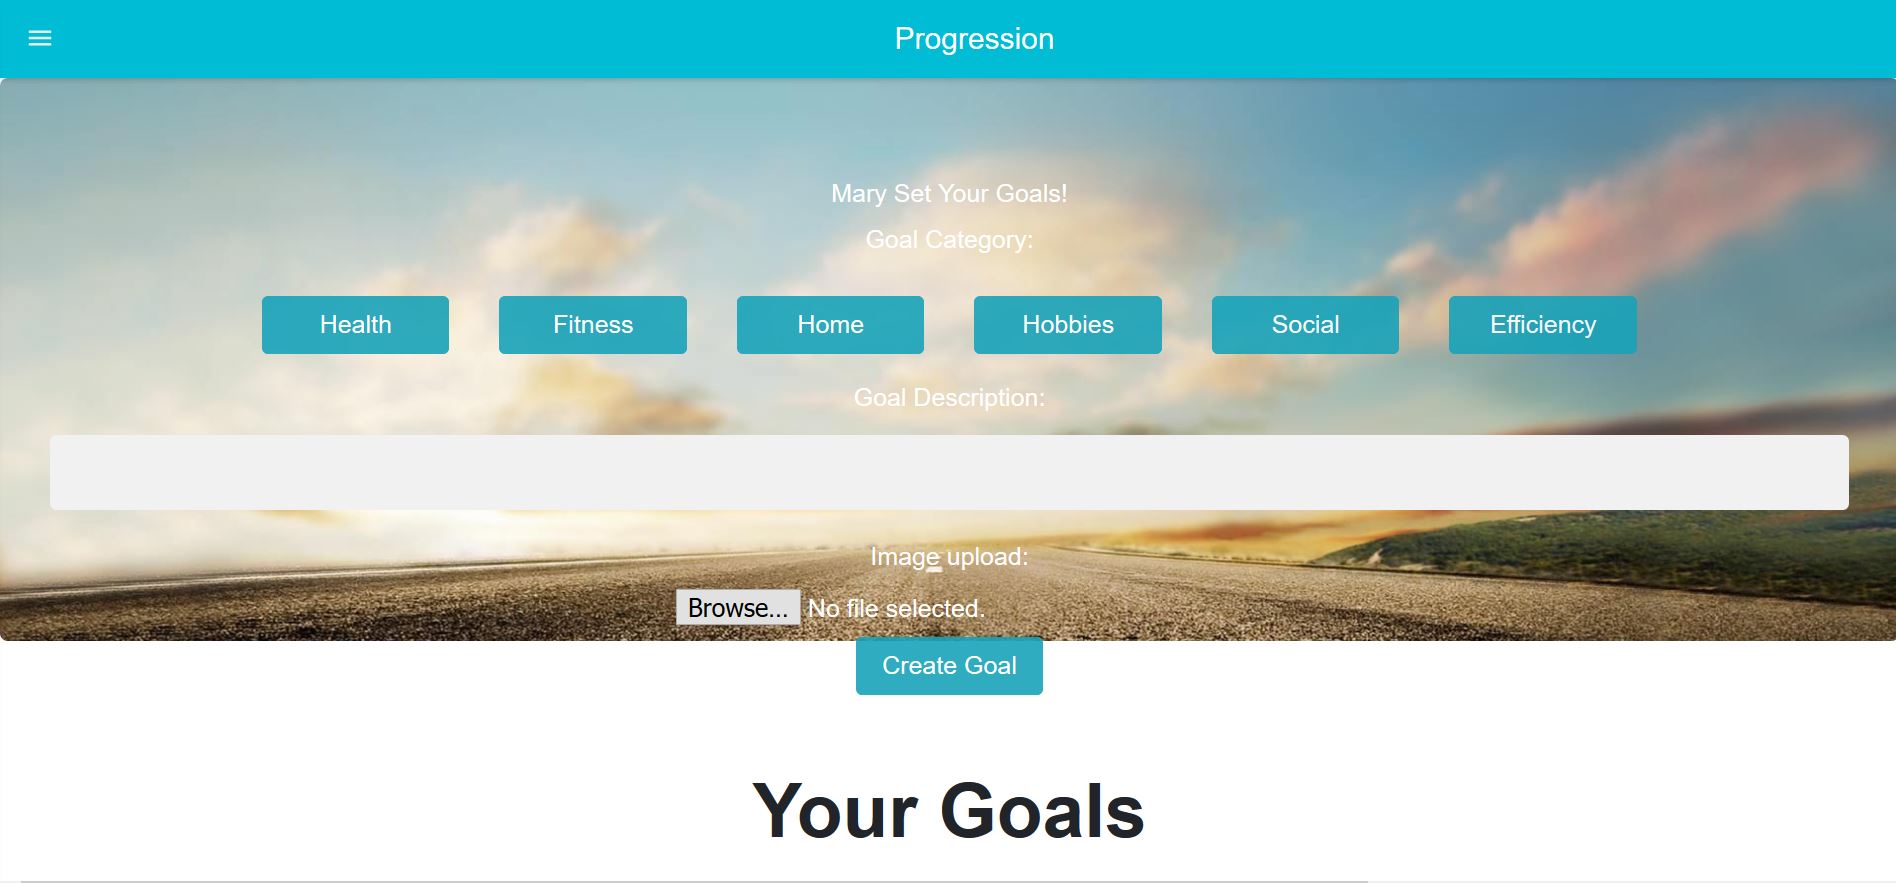 Progression
Mary Set Your Goals!
Goal Category:
Health Fitness Home Hobbies Social Efficiency
Goal Description:
Image upload:
Browse... No file selected.
Create Goal
Your Goals